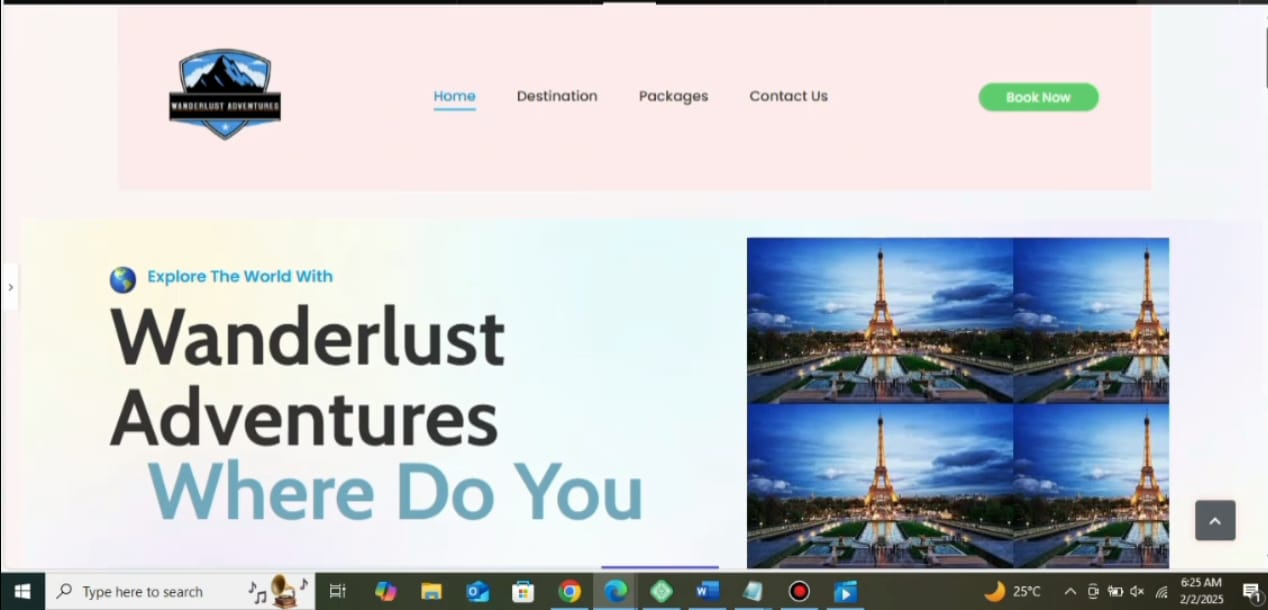 WANDERLUST ADVENTURES
Home Destination Packages Contact Us Book Now
Explore The World With
Wanderlust
Adventures
Where Do You
Type here to search
25°C
6:25 AM
2/2/2025
1